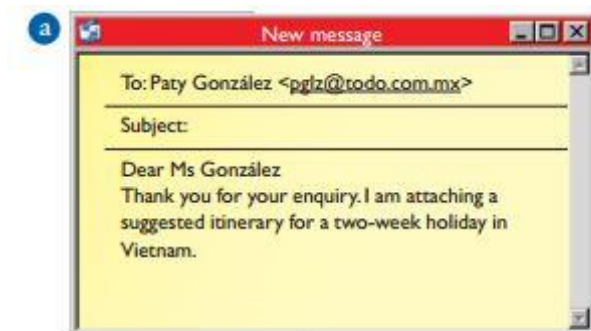 a
New message
To: Paty González <pglz@todo.com.mx>
Subject:
Dear Ms González
Thank you for your enquiry. I am attaching a
suggested itinerary for a two-week holiday in
Vietnam.